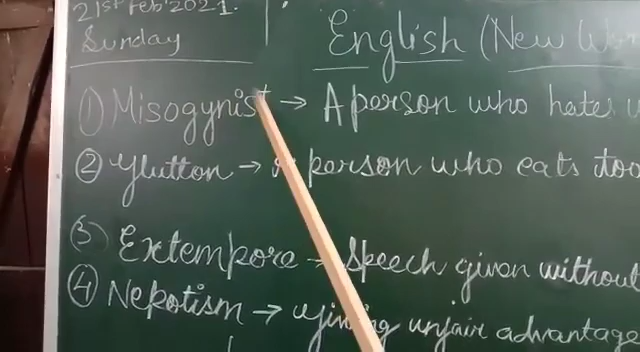 21st Feb'2021.
Sunday
English (New Wor
① Misogynist → A person who hates w
② Glutton → a person who eats too
③ Extempore → Speech given without
④ Nepotism → giving unfair advantage